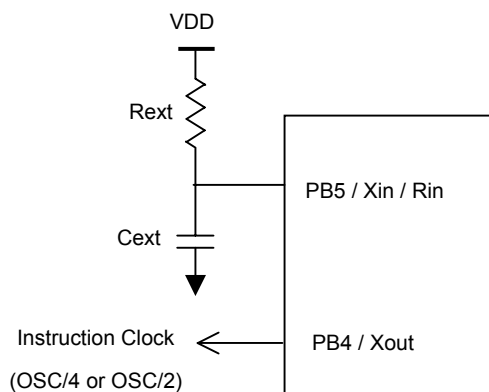 VDD
Rext
PB5 / Xin / Rin
Cext
Instruction Clock
(OSC/4 or OSC/2)
PB4 / Xout